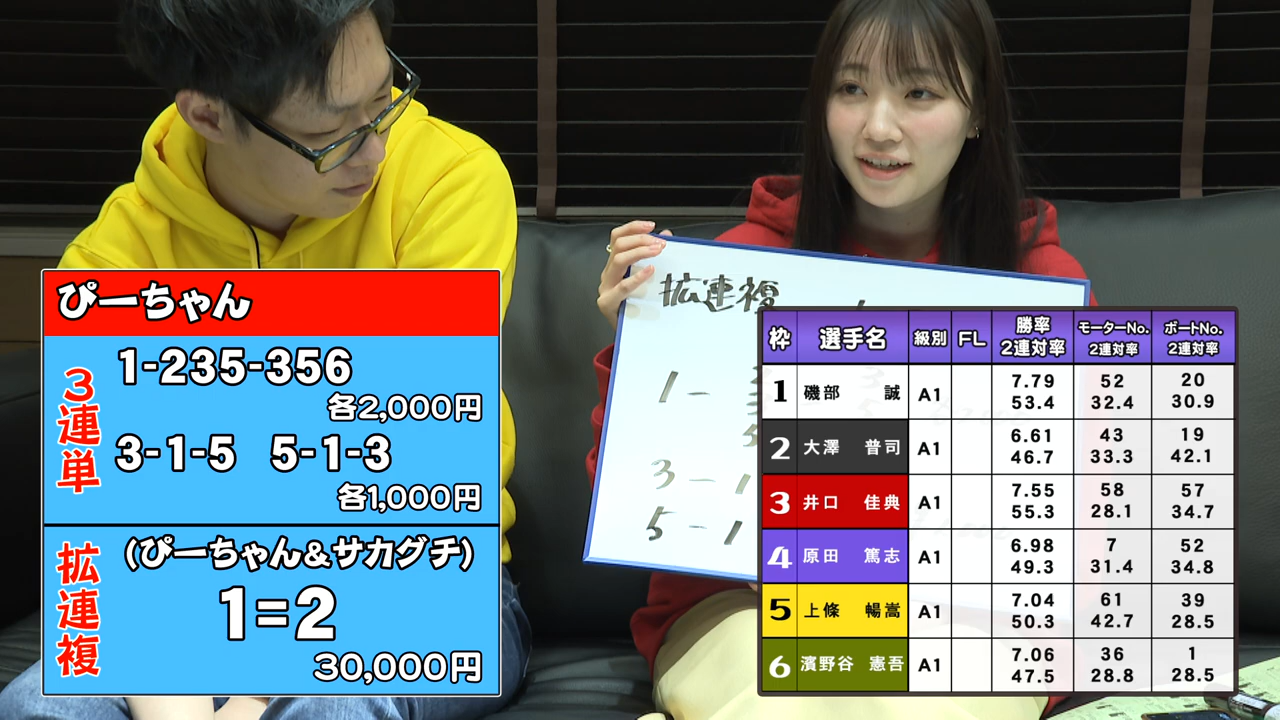 ぴーちゃん
3連単
1-235-356
各2,000円
3-1-5 5-1-3
各1,000円
拡連複
(ぴーちゃん&サカグチ)
1=2
30,000円
拡連複
1-
3-1
5-1
枠 選手名 級別 FL 勝率 2連対率 モーターNo. 2連対率 ボートNo. 2連対率
1 磯部 誠 A1 7.79 53.4 52 32.4 20 30.9
2 大澤 普司 A1 6.61 46.7 43 33.3 19 42.1
3 井口 佳典 A1 7.55 55.3 58 28.1 57 34.7
4 原田 篤志 A1 6.98 49.3 7 31.4 52 34.8
5 上條 暢嵩 A1 7.04 50.3 61 42.7 39 28.5
6 濱野谷 憲吾 A1 7.06 47.5 36 28.8 1 28.5